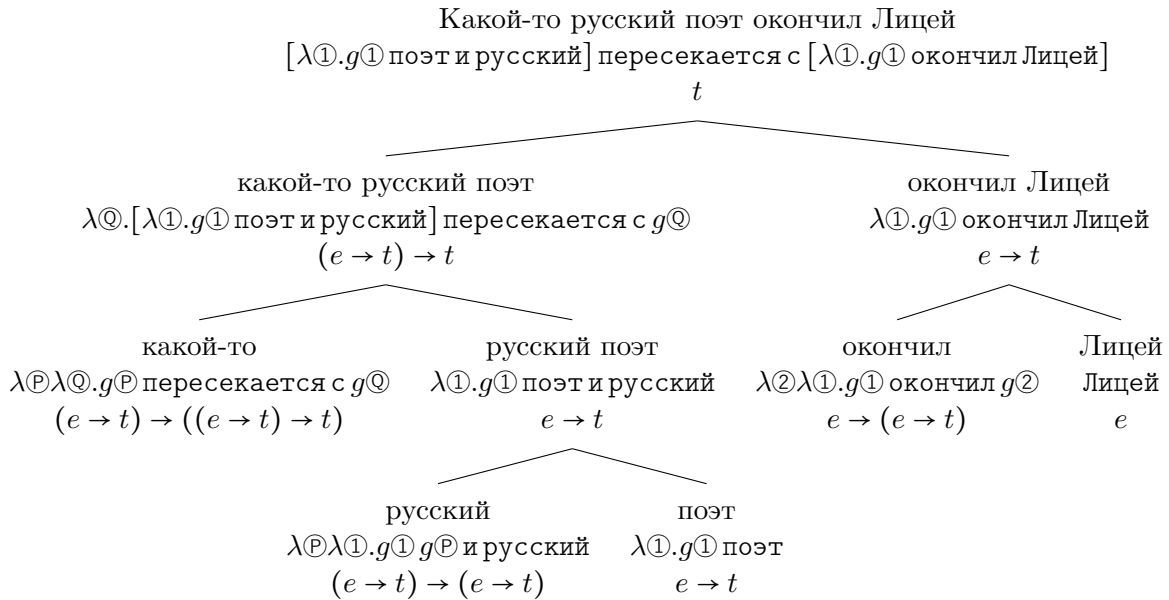 Какой-то русский поэт окончил Лицей
[λ①.g① поэт и русский] пересекается с [λ①.g① окончил Лицей]
t
какой-то русский поэт окончил Лицей
λⓆ.[λ①.g① поэт и русский] пересекается с gⓆ λ①.g① окончил Лицей
(e → t) → t e → t
какой-то русский поэт окончил Лицей
λⓅλⓆ.gⓅ пересекается с gⓆ λ①.g① поэт и русский λ②λ①.g① окончил g② Лицей
(e → t) → ((e → t) → t) e → t e → (e → t) e
русский поэт
λⓅλ①.g① gⓅ и русский λ①.g① поэт
(e → t) → (e → t) e → t